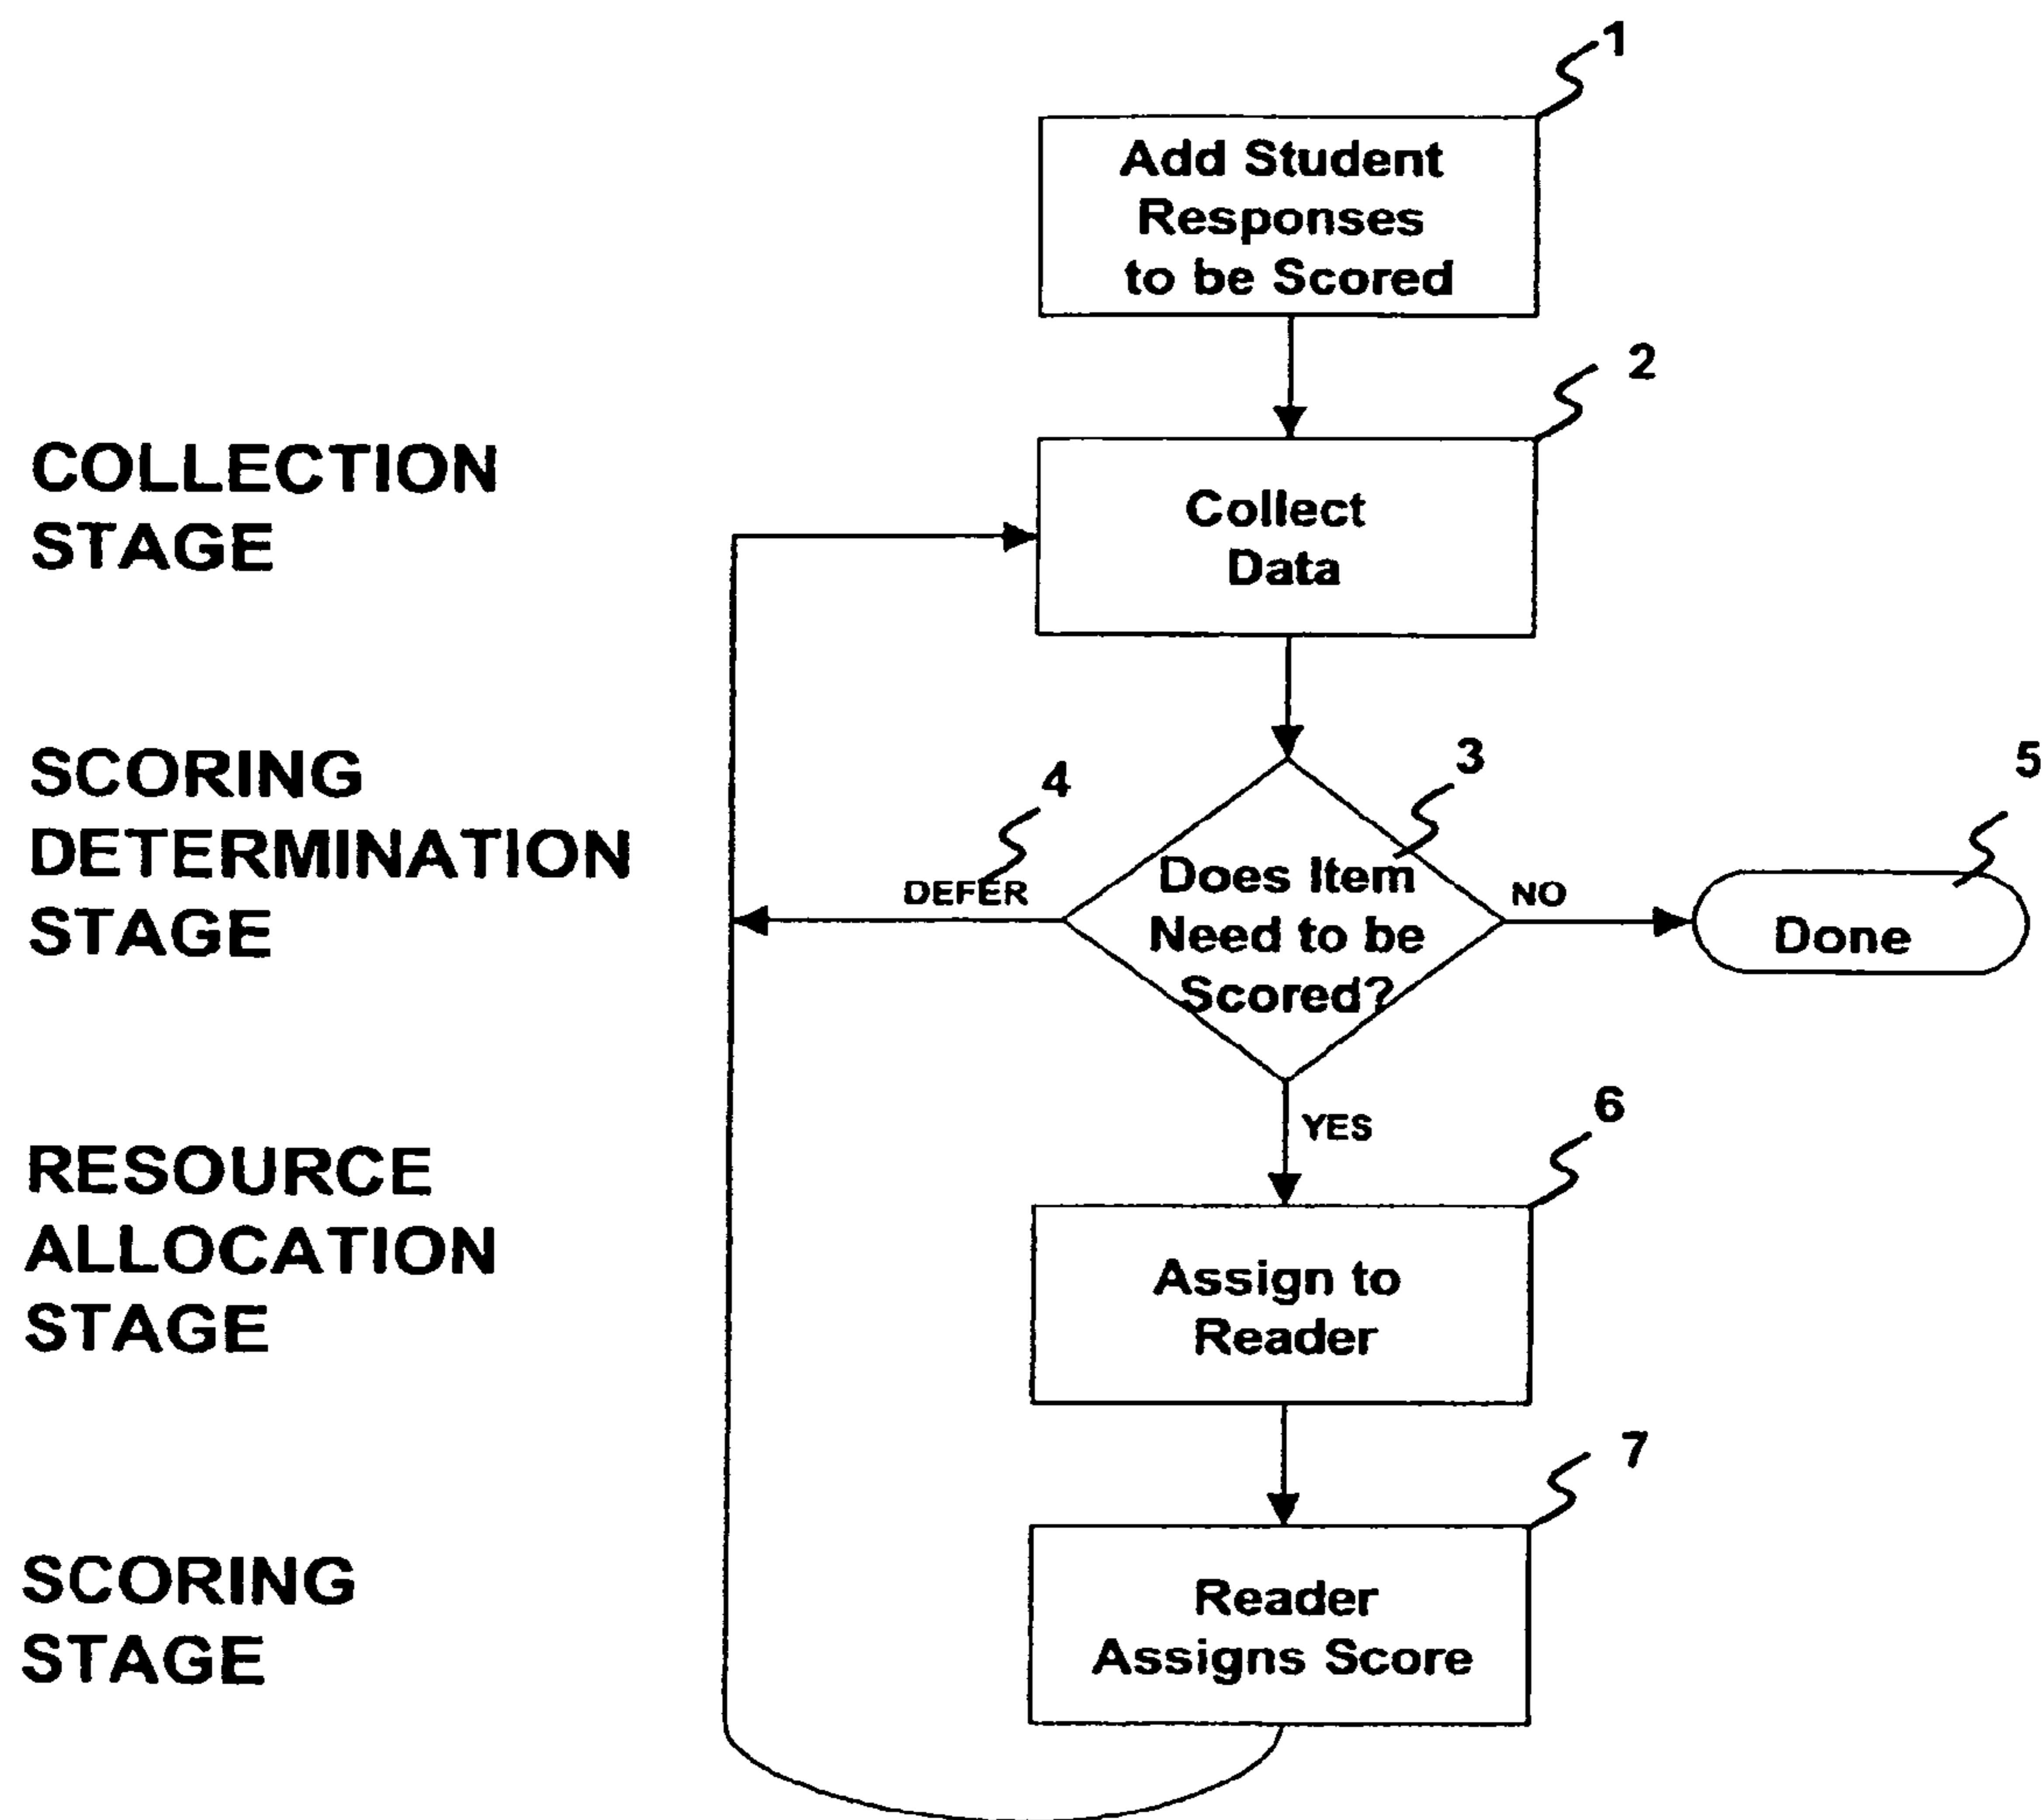 1
Add Student
Responses
to be Scored
2
COLLECTION
STAGE
Collect
Data
SCORING
DETERMINATION
STAGE
4
3
5
DEFER
Does Item
Need to be
Scored?
NO
Done
YES
RESOURCE
ALLOCATION
STAGE
6
Assign to
Reader
7
SCORING
STAGE
Reader
Assigns Score